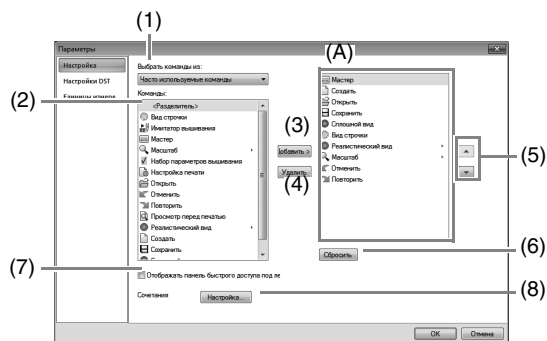 (1)
(A)
Параметры
Настройка
Настройки DST
Единицы измере
Выбрать команды из:
Часто используемые команды
(2)
Команды:
<Разделитель>
Вид строчки
Имитатор вышивания
Мастер
Масштаб
Набор параметров вышивания
Настройка печати
Открыть
Отменить
Повторить
Просмотр перед печатью
Реалистический вид
Создать
Сохранить
(3)
Добавить >
Удалить
(4)
Мастер
Создать
Открыть
Сохранить
Сплошной вид
Вид строчки
Реалистический вид
Масштаб
Отменить
Повторить
(5)
Сбросить
(6)
(7)
Отображать панель быстрого доступа под ле
Сочетания
Настройка...
(8)
OK
Отмена